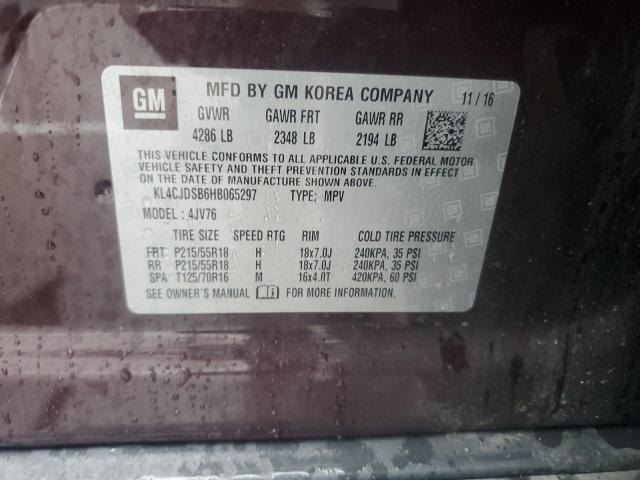 GM
MFD BY GM KOREA COMPANY 11/16
GVWR GAWR FRT GAWR RR
4286 LB 2348 LB 2194 LB
THIS VEHICLE CONFORMS TO ALL APPLICABLE U.S. FEDERAL MOTOR
VEHICLE SAFETY AND THEFT PREVENTION STANDARDS IN EFFECT ON
THE DATE OF MANUFACTURE SHOWN ABOVE.
KL4CJDSB6HB065297 TYPE: MPV
MODEL: 4JV76
TIRE SIZE SPEED RTG RIM COLD TIRE PRESSURE
FRT P215/55R18 H 18x7.0J 240KPA, 35 PSI
RR P215/55R18 H 18x7.0J 240KPA, 35 PSI
SPA T125/70R16 M 16x4.0T 420KPA, 60 PSI
SEE OWNER'S MANUAL i FOR MORE INFORMATION.